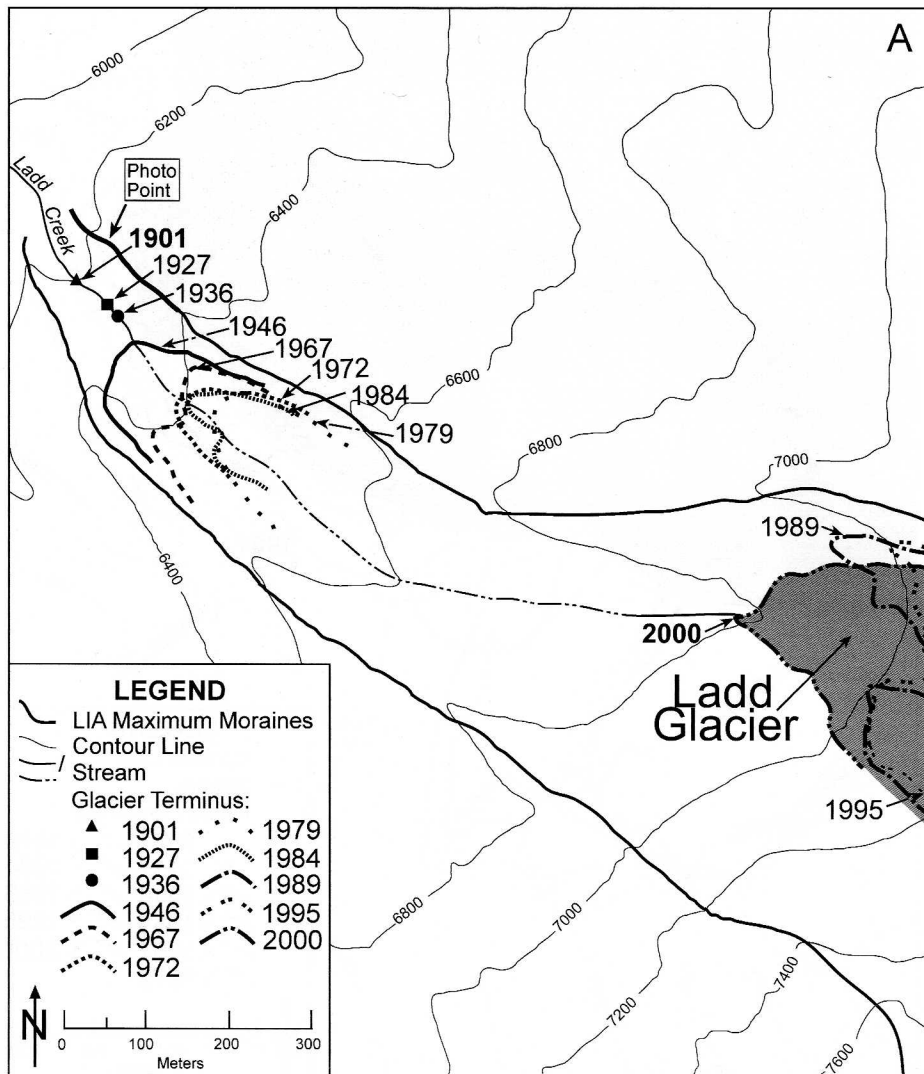 A
6000
6200
Photo
Point
6400
Ladd Creek
1901
1927
1936
1946
1967
1972
1984
1979
6600
6800
7000
1989
6400
2000
Ladd
Glacier
1995
6800
7000
7200
7400
7600
LEGEND
LIA Maximum Moraines
Contour Line
Stream
Glacier Terminus:
1901
1927
1936
1946
1967
1972
1979
1984
1989
1995
2000
N
0 100 200 300
Meters